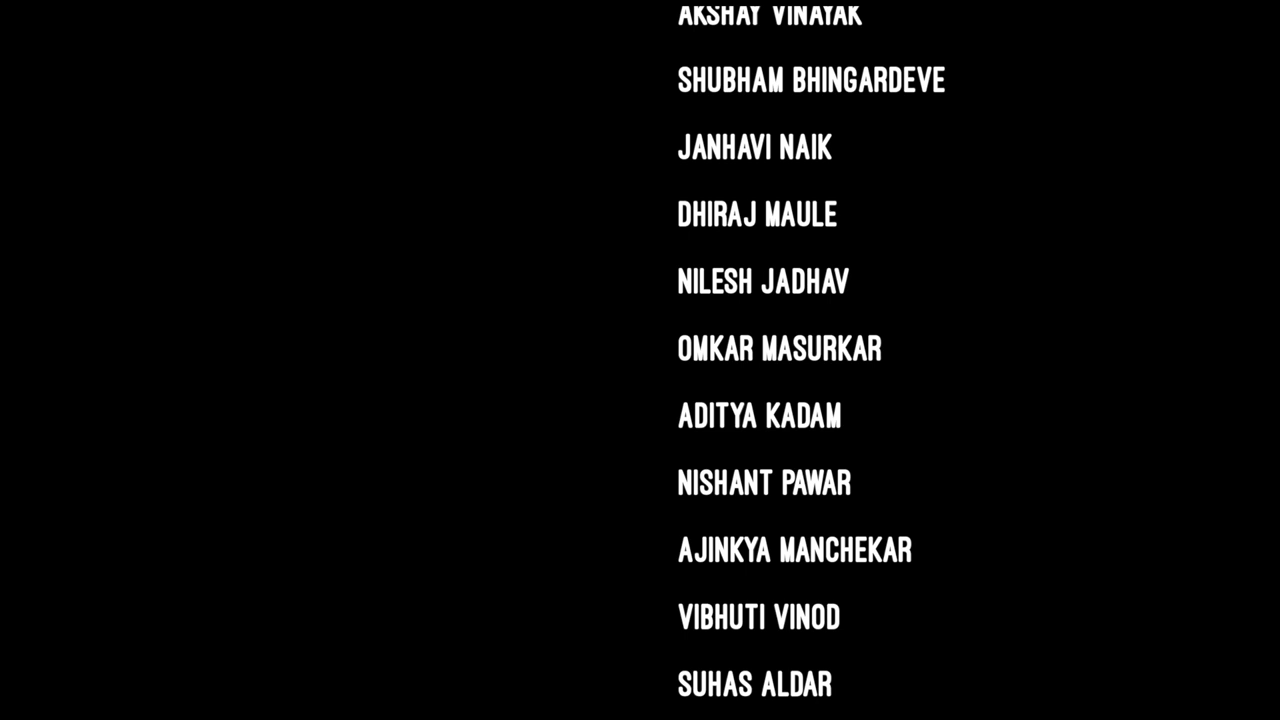 AKSHAY VINAYAK
SHUBHAM BHINGARDEVE
JANHAVI NAIK
DHIRAJ MAULE
NILESH JADHAV
OMKAR MASURKAR
ADITYA KADAM
NISHANT PAWAR
AJINKYA MANCHEKAR
VIBHUTI VINOD
SUHAS ALDAR